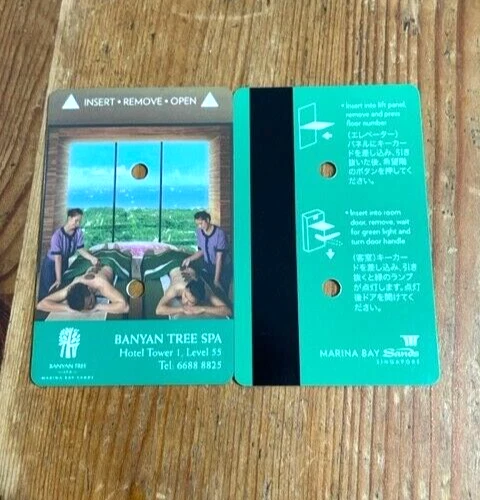 INSERT • REMOVE • OPEN
BANYAN TREE SPA
Hotel Tower 1, Level 55
Tel: 6688 8825
BANYAN TREE
SPA
MARINA BAY SANDS
• Insert into lift panel,
remove and press
floor number
(エレベーター)
パネルにキーカー
ドを差し込み、引き
抜いた後、希望階
のボタンを押してく
ださい。
• Insert into room
door, remove, wait
for green light and
turn door handle
(客室)キーカー
ドを差し込み、引き
抜くと緑のランプ
が点灯します。点灯
後ドアを開けてく
ださい。
MARINA BAY Sands
SINGAPORE